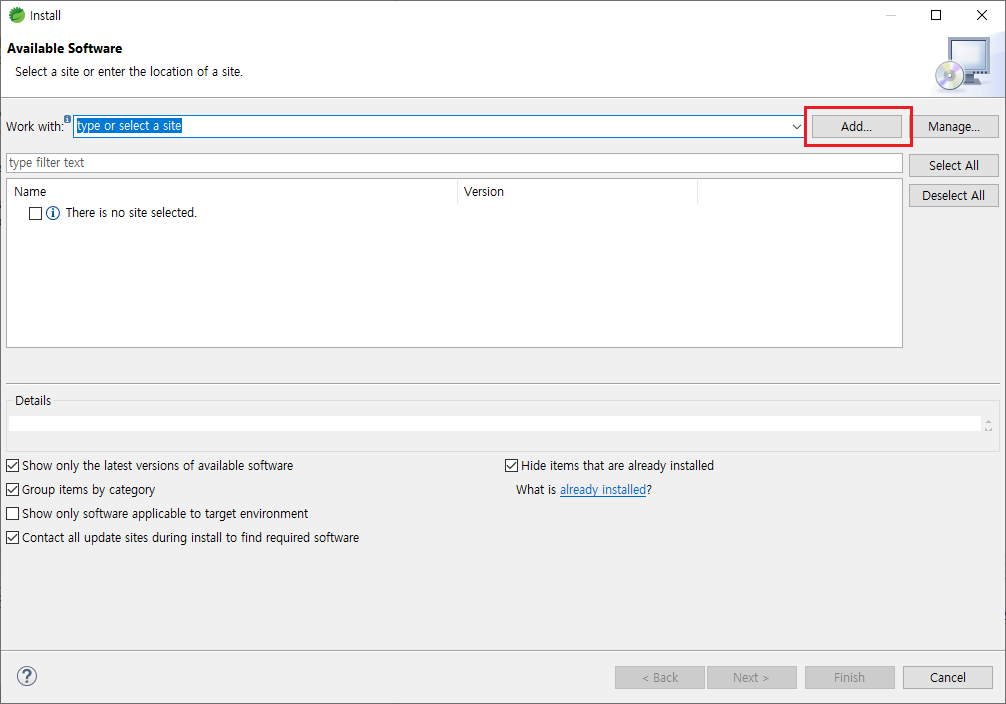 Install
Available Software
Select a site or enter the location of a site.
Work with: type or select a site Add... Manage...
type filter text Select All
Name Version Deselect All
There is no site selected.
Details
Show only the latest versions of available software Hide items that are already installed
Group items by category What is already installed?
Show only software applicable to target environment
Contact all update sites during install to find required software
? < Back Next > Finish Cancel